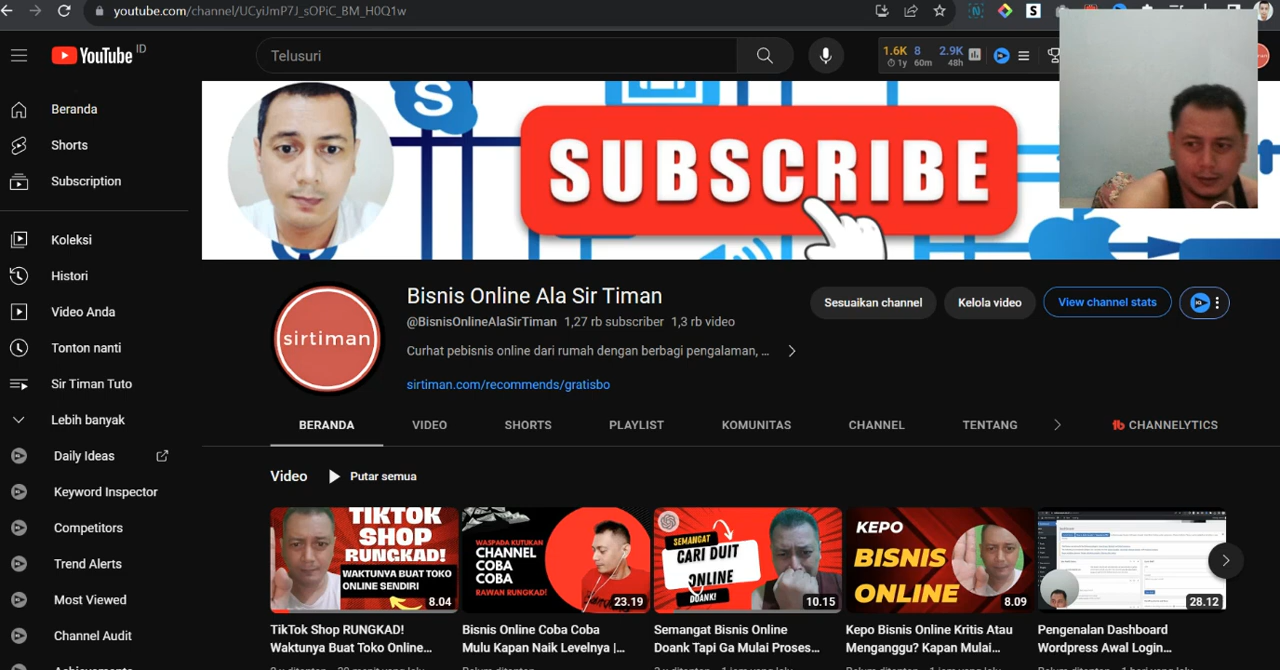 youtube.com/channel/UCyiJmP7J_sOPiC_BM_H0Q1w
YouTube ID
Telusuri
1.6K 8 2.9K
1y 60m 48h
Beranda
Shorts
Subscription
Koleksi
Histori
Video Anda
Tonton nanti
Sir Timan Tuto
Lebih banyak
Daily Ideas
Keyword Inspector
Competitors
Trend Alerts
Most Viewed
Channel Audit
SUBSCRIBE
sirtiman
Bisnis Online Ala Sir Timan
@BisnisOnlineAlaSirTiman 1,27 rb subscriber 1,3 rb video
Curhat pebisnis online dari rumah dengan berbagi pengalaman, ...
sirtiman.com/recommends/gratisbo
Sesuaikan channel
Kelola video
View channel stats
BERANDA VIDEO SHORTS PLAYLIST KOMUNITAS CHANNEL TENTANG CHANNELYTICS
Video Putar semua
TIKTOK
SHOP
RUNGKAD!
WAKTUNYA BUAT TOKO
ONLINE SENDIRI
8.04
TikTok Shop RUNGKAD!
Waktunya Buat Toko Online...
WASPADA KUTUKAN
CHANNEL
COBA
COBA
RAWAN RUNGKAD!
23.19
Bisnis Online Coba Coba
Mulu Kapan Naik Levelnya |...
SEMANGAT
CARI DUIT
ONLINE
DOANK!
10.15
Semangat Bisnis Online
Doank Tapi Ga Mulai Proses...
KEPO
BISNIS
ONLINE
8.09
Kepo Bisnis Online Kritis Atau
Menganggu? Kapan Mulai...
28.12
Pengenalan Dashboard
Wordpress Awal Login...